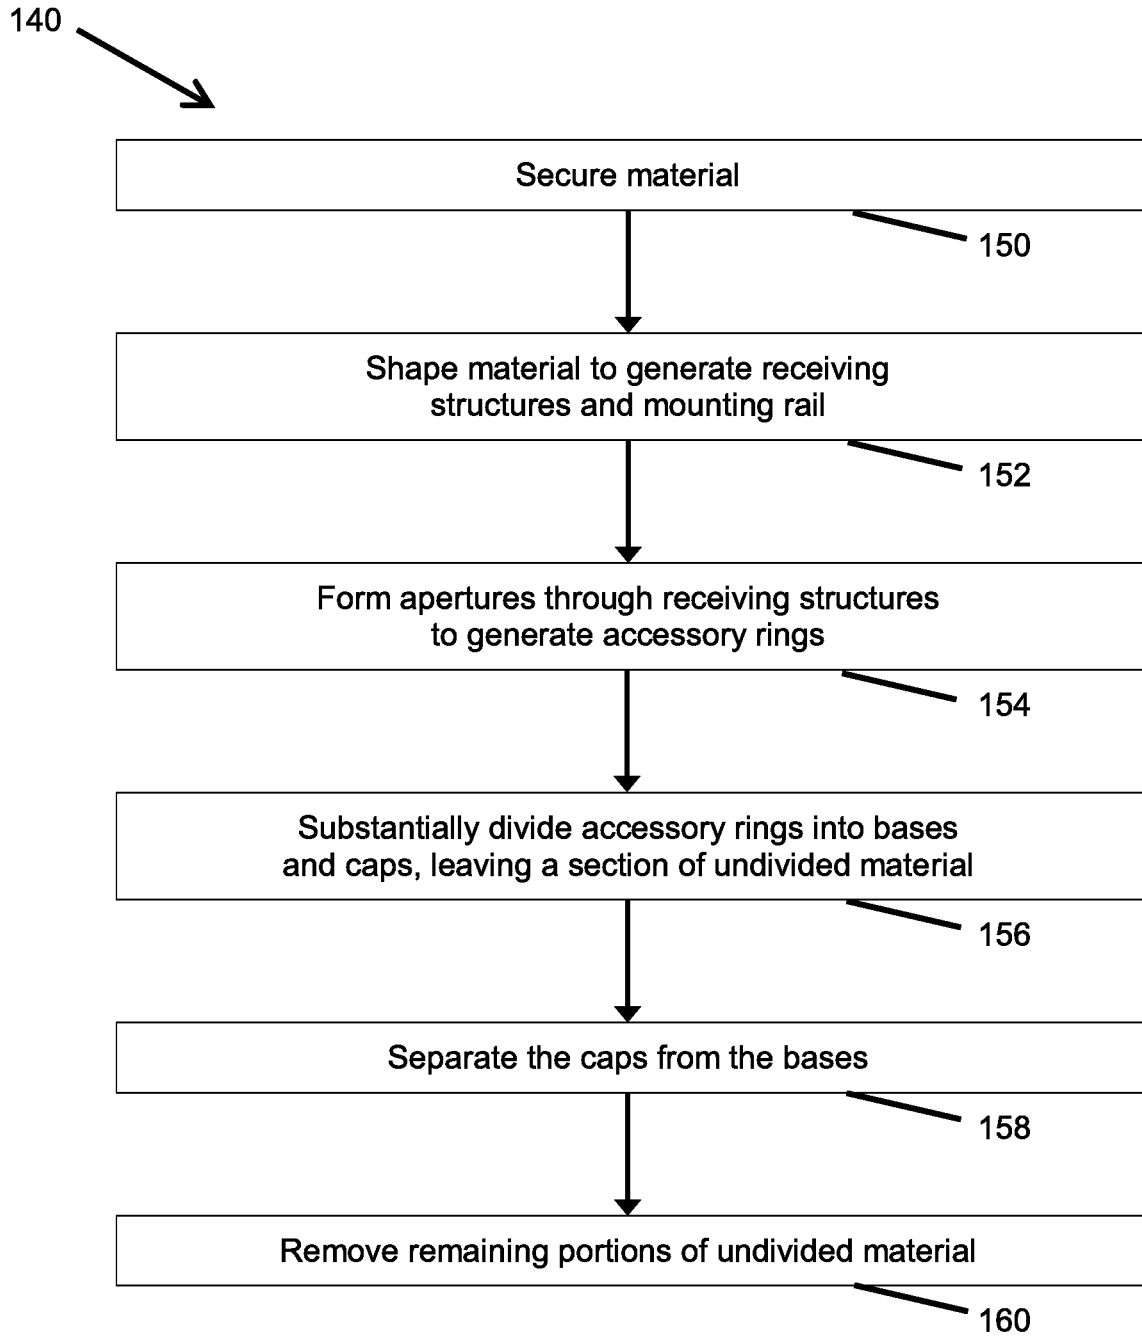 140
Secure material
150
Shape material to generate receiving
structures and mounting rail
152
Form apertures through receiving structures
to generate accessory rings
154
Substantially divide accessory rings into bases
and caps, leaving a section of undivided material
156
Separate the caps from the bases
158
Remove remaining portions of undivided material
160